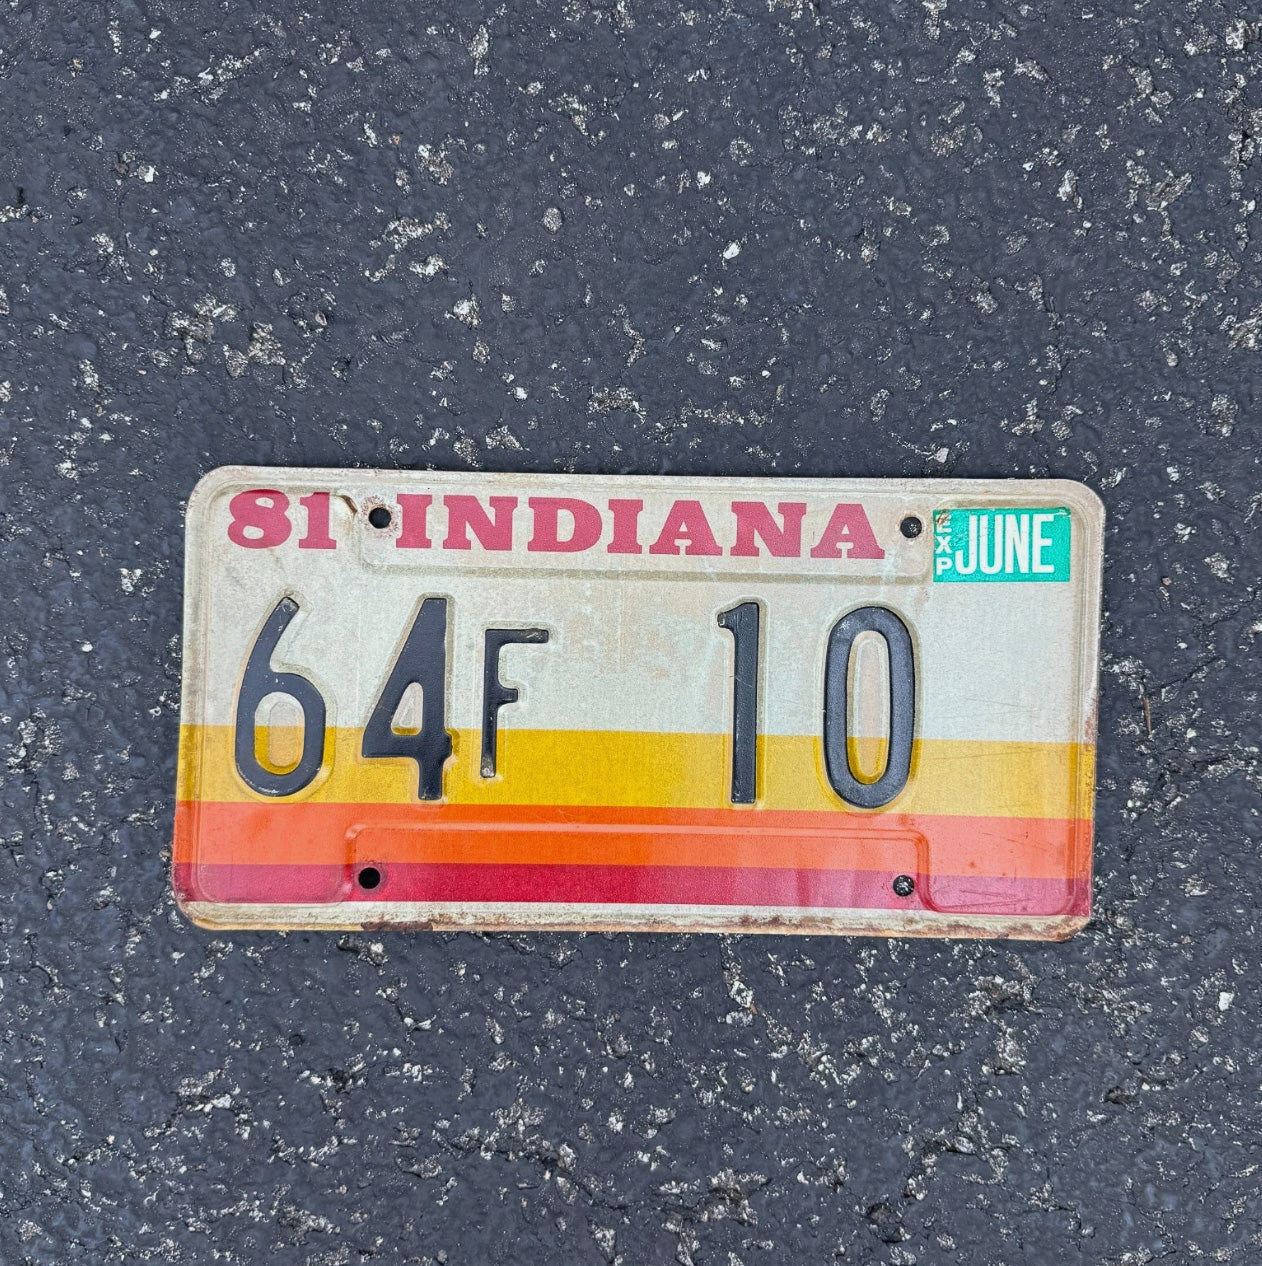 81 INDIANA
EXP JUNE
64F 10